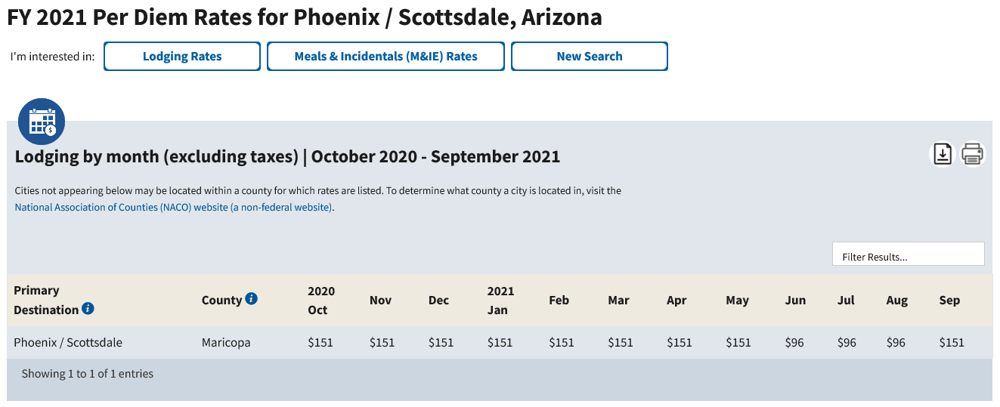 FY 2021 Per Diem Rates for Phoenix / Scottsdale, Arizona
I'm interested in: Lodging Rates Meals & Incidentals (M&IE) Rates New Search
Lodging by month (excluding taxes) | October 2020 - September 2021
Cities not appearing below may be located within a county for which rates are listed. To determine what county a city is located in, visit the
National Association of Counties (NACO) website (a non-federal website).
Filter Results...
Primary Destination County 2020 Oct Nov Dec 2021 Jan Feb Mar Apr May Jun Jul Aug Sep
Phoenix / Scottsdale Maricopa $151 $151 $151 $151 $151 $151 $151 $151 $96 $96 $96 $151
Showing 1 to 1 of 1 entries